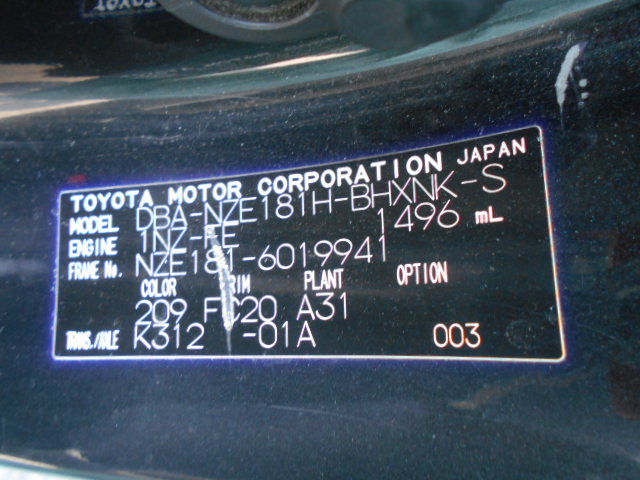 TOYOTA MOTOR CORPORATION JAPAN
MODEL DBA-NZE181H-BHXNK-S
ENGINE 1NZ-FE 1496 mL
FRAME No. NZE181-6019941
COLOR TRIM PLANT OPTION
209 FC20 A31
TRANS./AXLE K312 -01A 003